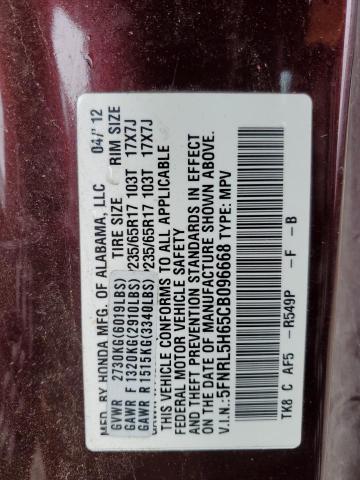 MFD. BY HONDA MFG. OF ALABAMA, LLC 04/'12
GVWR 2730KG(6019LBS) TIRE SIZE RIM SIZE
GAWR F 1320KG(2910LBS) P235/65R17 103T 17X7J
GAWR R 1515KG(3340LBS) P235/65R17 103T 17X7J
THIS VEHICLE CONFORMS TO ALL APPLICABLE
FEDERAL MOTOR VEHICLE SAFETY
AND THEFT PREVENTION STANDARDS IN EFFECT
ON THE DATE OF MANUFACTURE SHOWN ABOVE.
V.I.N.:5FNRL5H65CB096668 TYPE: MPV
TK8 C AF5 -R549P -F -B